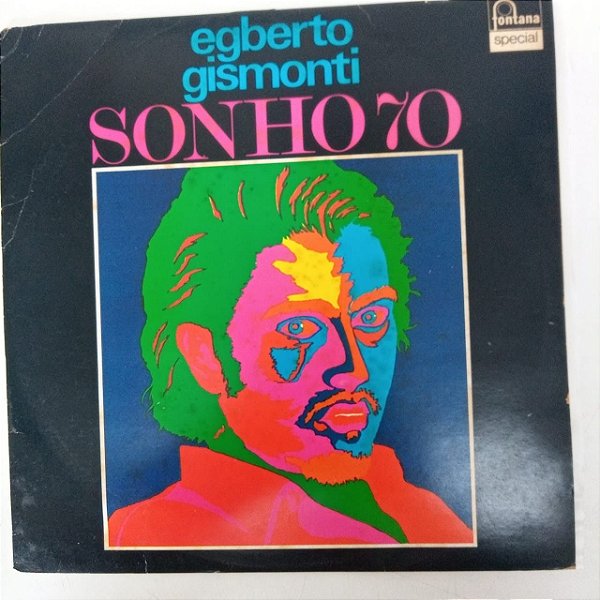 egberto
gismonti
SONHO 70
fontana
special